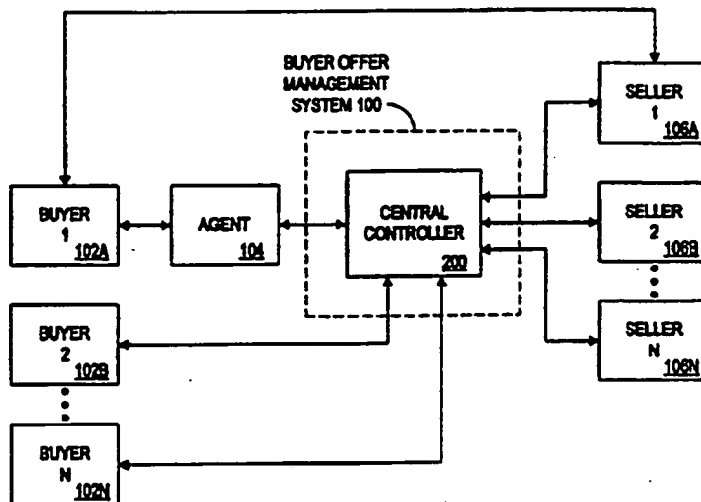 BUYER OFFER
MANAGEMENT
SYSTEM 100
SELLER
1
106A
BUYER
1
102A
AGENT
104
CENTRAL
CONTROLLER
200
SELLER
2
106B
BUYER
2
102B
SELLER
N
106N
BUYER
N
102N